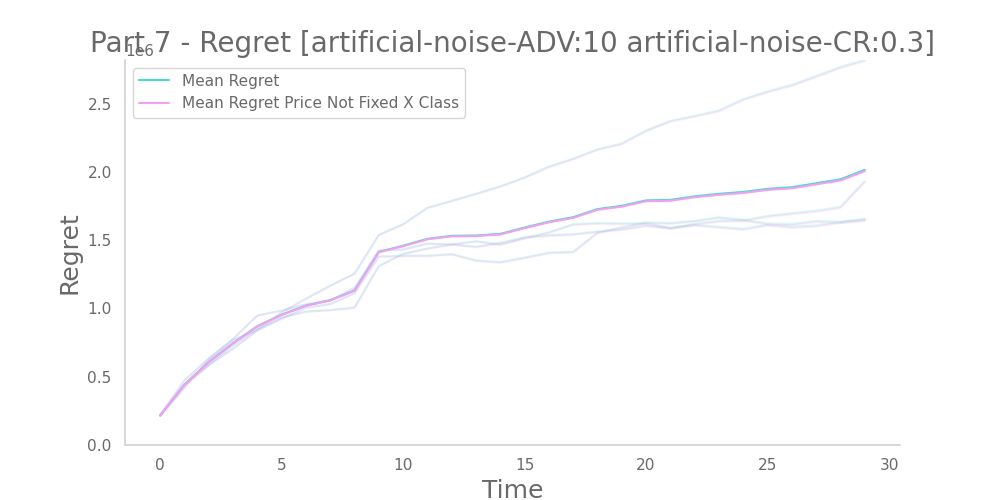 Part 7 - Regret [artificial-noise-ADV:10 artificial-noise-CR:0.3]
1e6
Mean Regret
Mean Regret Price Not Fixed X Class
2.5
2.0
1.5
1.0
0.5
0.0
Regret
0 5 10 15 20 25 30
Time